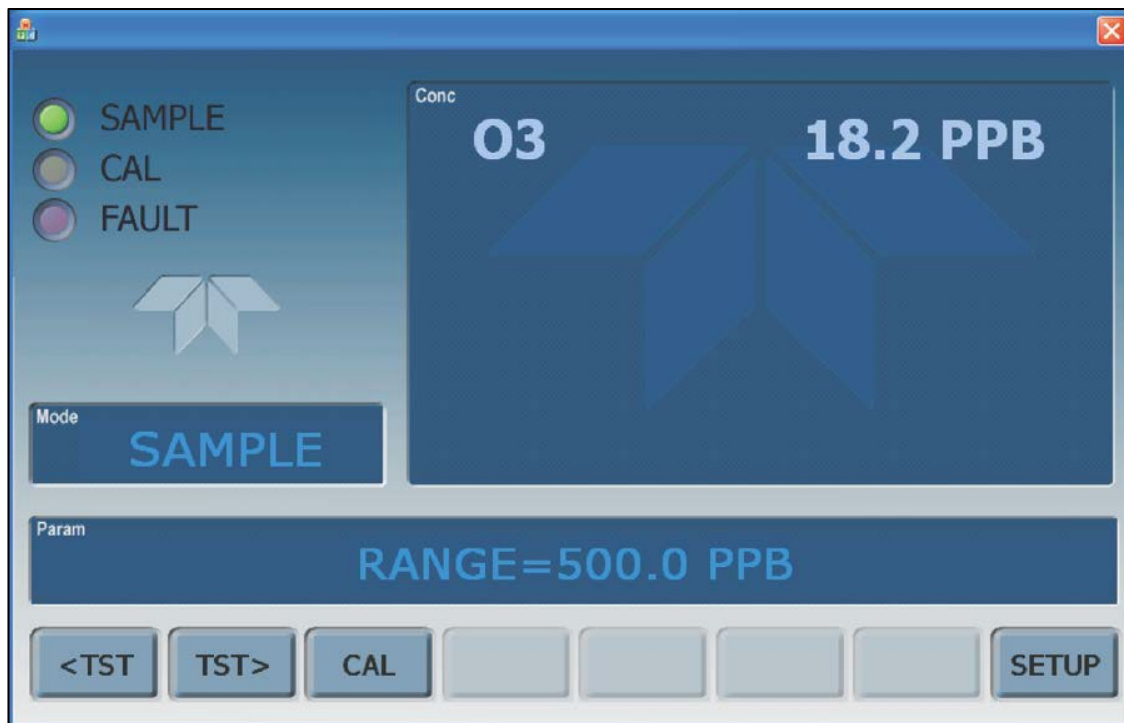 SAMPLE
CAL
FAULT
Conc
O3 18.2 PPB
Mode
SAMPLE
Param
RANGE=500.0 PPB
<TST TST> CAL SETUP